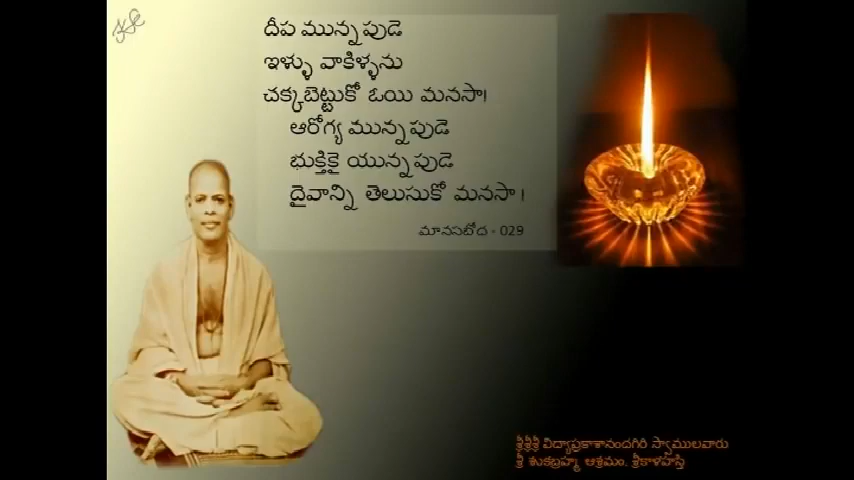 దీప మున్నపుడె
ఇళ్ళు వాకిళ్ళను
చక్కబెట్టుకో ఓయి మనసా।
ఆరోగ్య మున్నపుడె
భుక్తికై యున్నపుడె
దైవాన్ని తెలుసుకో మనసా।
మానసబోధ - 029
శ్రీశ్రీశ్రీ విద్యాప్రకాశానందగిరి స్వాములవారు
శ్రీ శుకబ్రహ్మ ఆశ్రమం, శ్రీకాళహస్తి